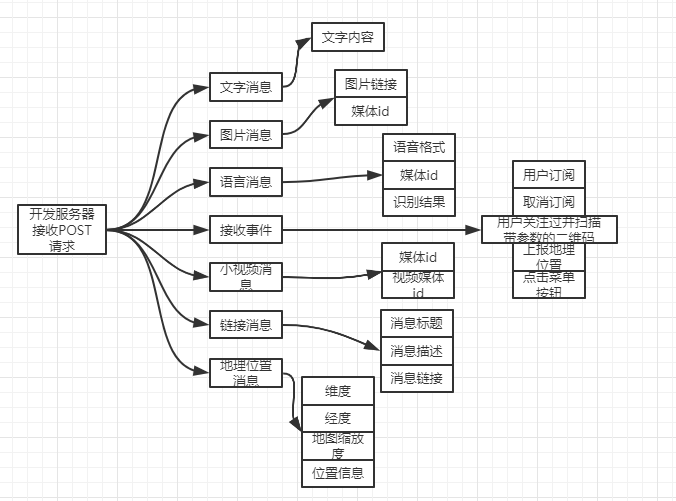 开发服务器
接收POST
请求
文字消息
文字内容
图片消息
图片链接
媒体id
语言消息
语音格式
媒体id
识别结果
接收事件
用户订阅
取消订阅
用户关注过并扫描
带参数的二维码
上报地理
位置
点击菜单
按钮
小视频消
息
媒体id
视频媒体
id
链接消息
消息标题
消息描述
消息链接
地理位置
消息
维度
经度
地图缩放
度
位置信息